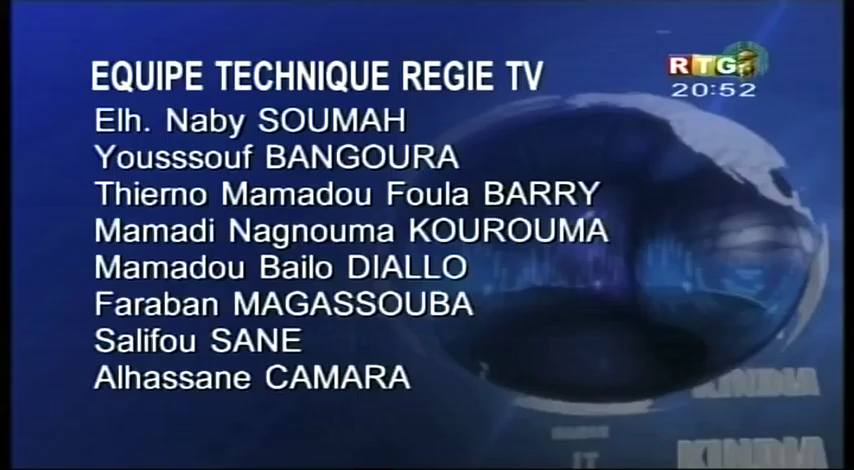 EQUIPE TECHNIQUE REGIE TV
RTG
20:52
Elh. Naby SOUMAH
Yousssouf BANGOURA
Thierno Mamadou Foula BARRY
Mamadi Nagnouma KOUROUMA
Mamadou Bailo DIALLO
Faraban MAGASSOUBA
Salifou SANE
Alhassane CAMARA
KINDIA
IT
KINDIA